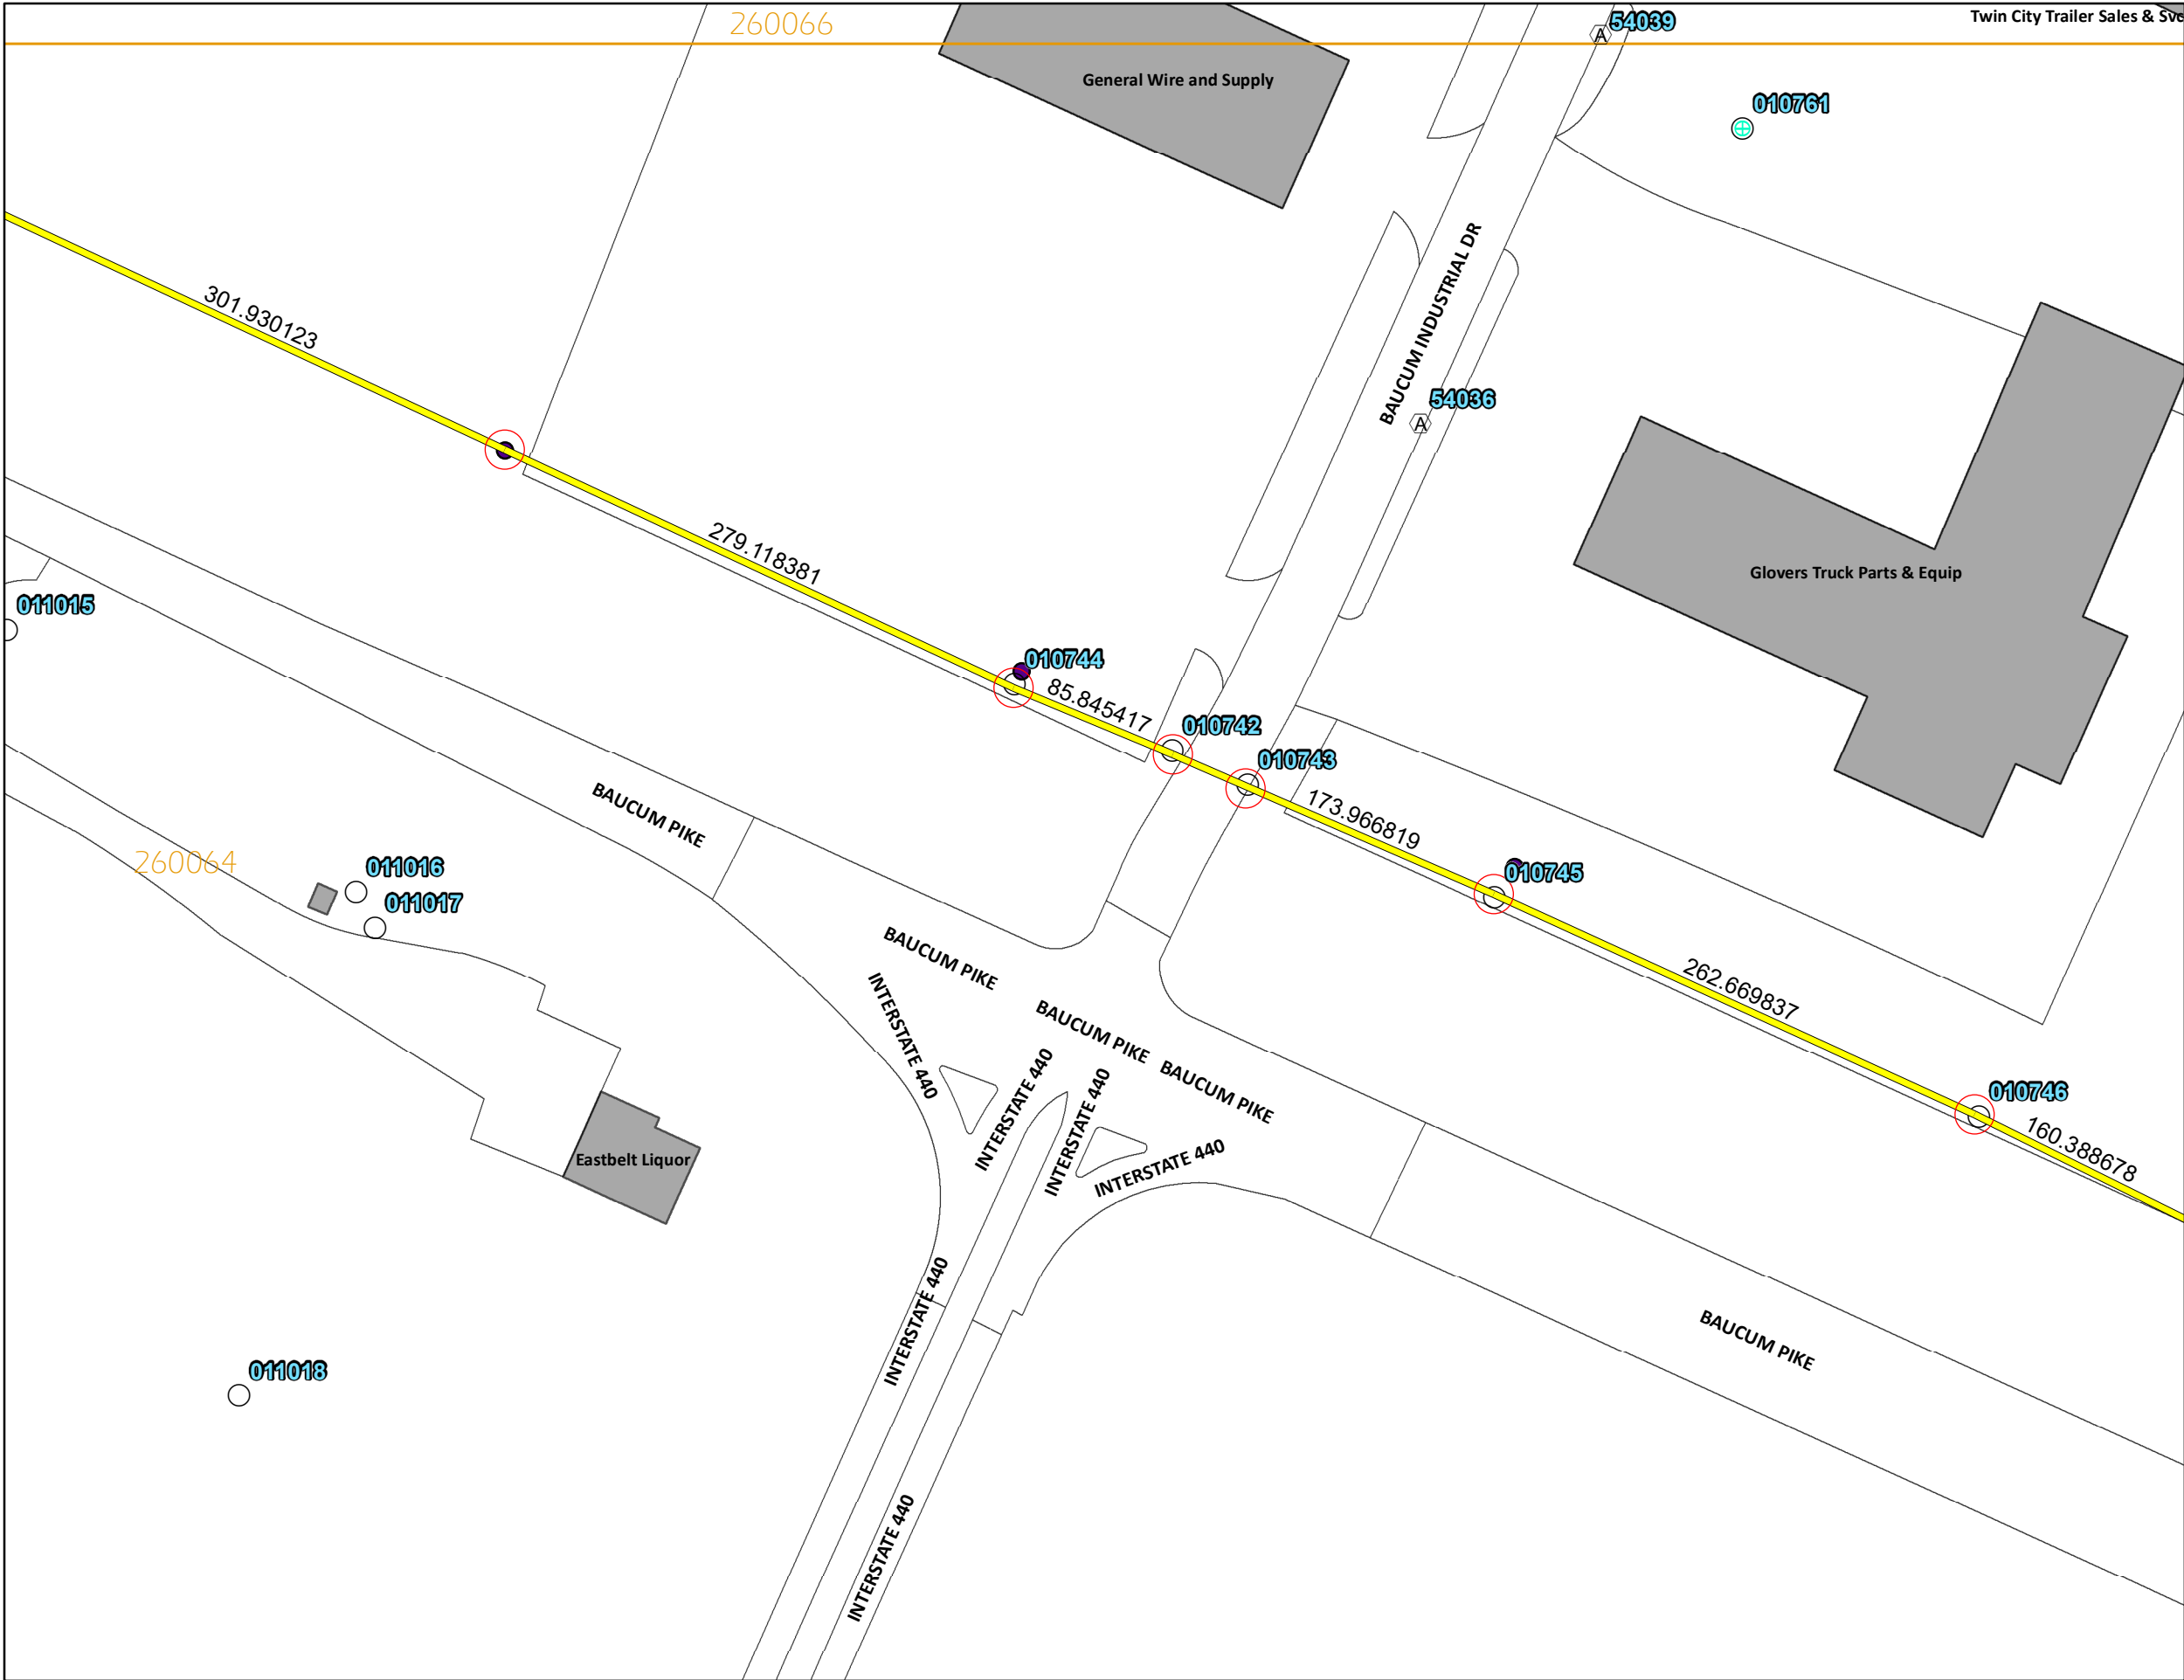 260066
54039
Twin City Trailer Sales & Svc
General Wire and Supply
010761
BAUCUM INDUSTRIAL DR
301.930123
54036
279.118381
Glovers Truck Parts & Equip
011015
010744
85.845417
010742
010743
173.966819
BAUCUM PIKE
260064
011016
011017
010745
BAUCUM PIKE
262.669837
INTERSTATE 440
BAUCUM PIKE
BAUCUM PIKE
INTERSTATE 440
INTERSTATE 440
INTERSTATE 440
010746
160.388678
Eastbelt Liquor
INTERSTATE 440
BAUCUM PIKE
011018
INTERSTATE 440
A
A